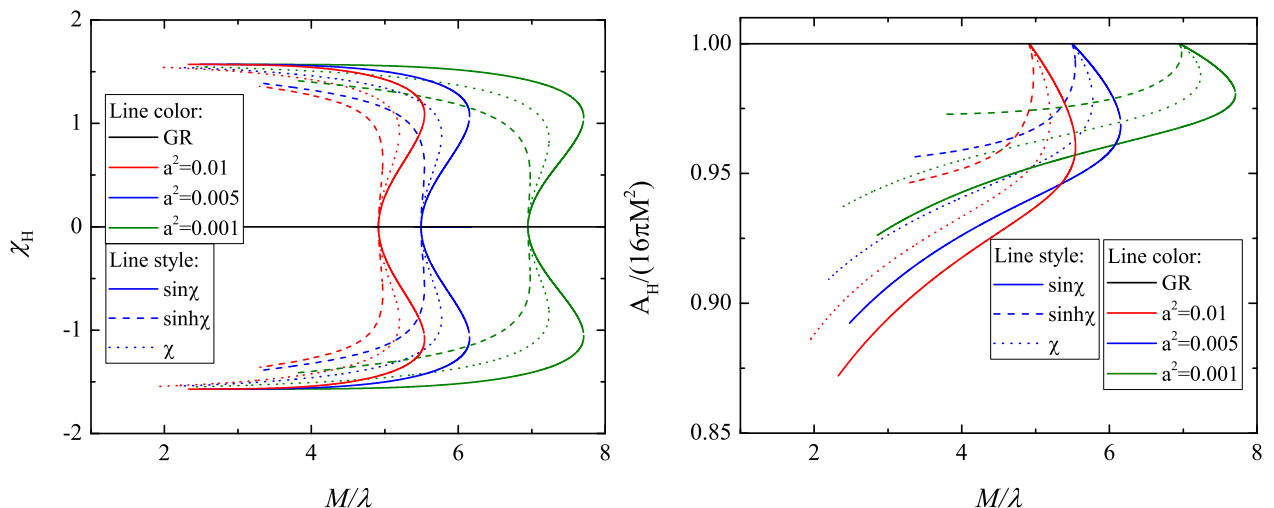 2
1
0
-1
-2
χH
2
4
6
8
M/λ
Line color:
GR
a²=0.01
a²=0.005
a²=0.001
Line style:
sinχ
sinhχ
χ
1.00
0.95
0.90
0.85
AH/(16πM²)
2
4
6
8
M/λ
Line style:
sinχ
sinhχ
χ
Line color:
GR
a²=0.01
a²=0.005
a²=0.001